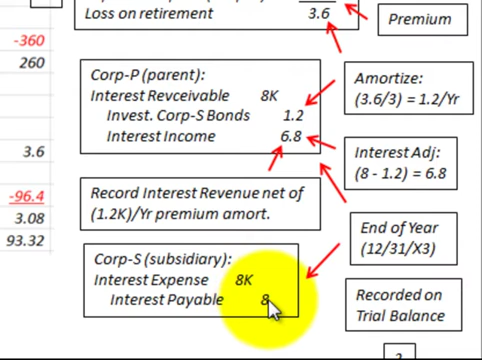 Loss on retirement 3.6
Premium
-360
260
Corp-P (parent):
Interest Revceivable 8K
Invest. Corp-S Bonds 1.2
Interest Income 6.8
Amortize:
(3.6/3) = 1.2/Yr
3.6
Interest Adj:
(8 - 1.2) = 6.8
-96.4
3.08
93.32
Record Interest Revenue net of
(1.2K)/Yr premium amort.
End of Year
(12/31/X3)
Corp-S (subsidiary):
Interest Expense 8K
Interest Payable 8
Recorded on
Trial Balance